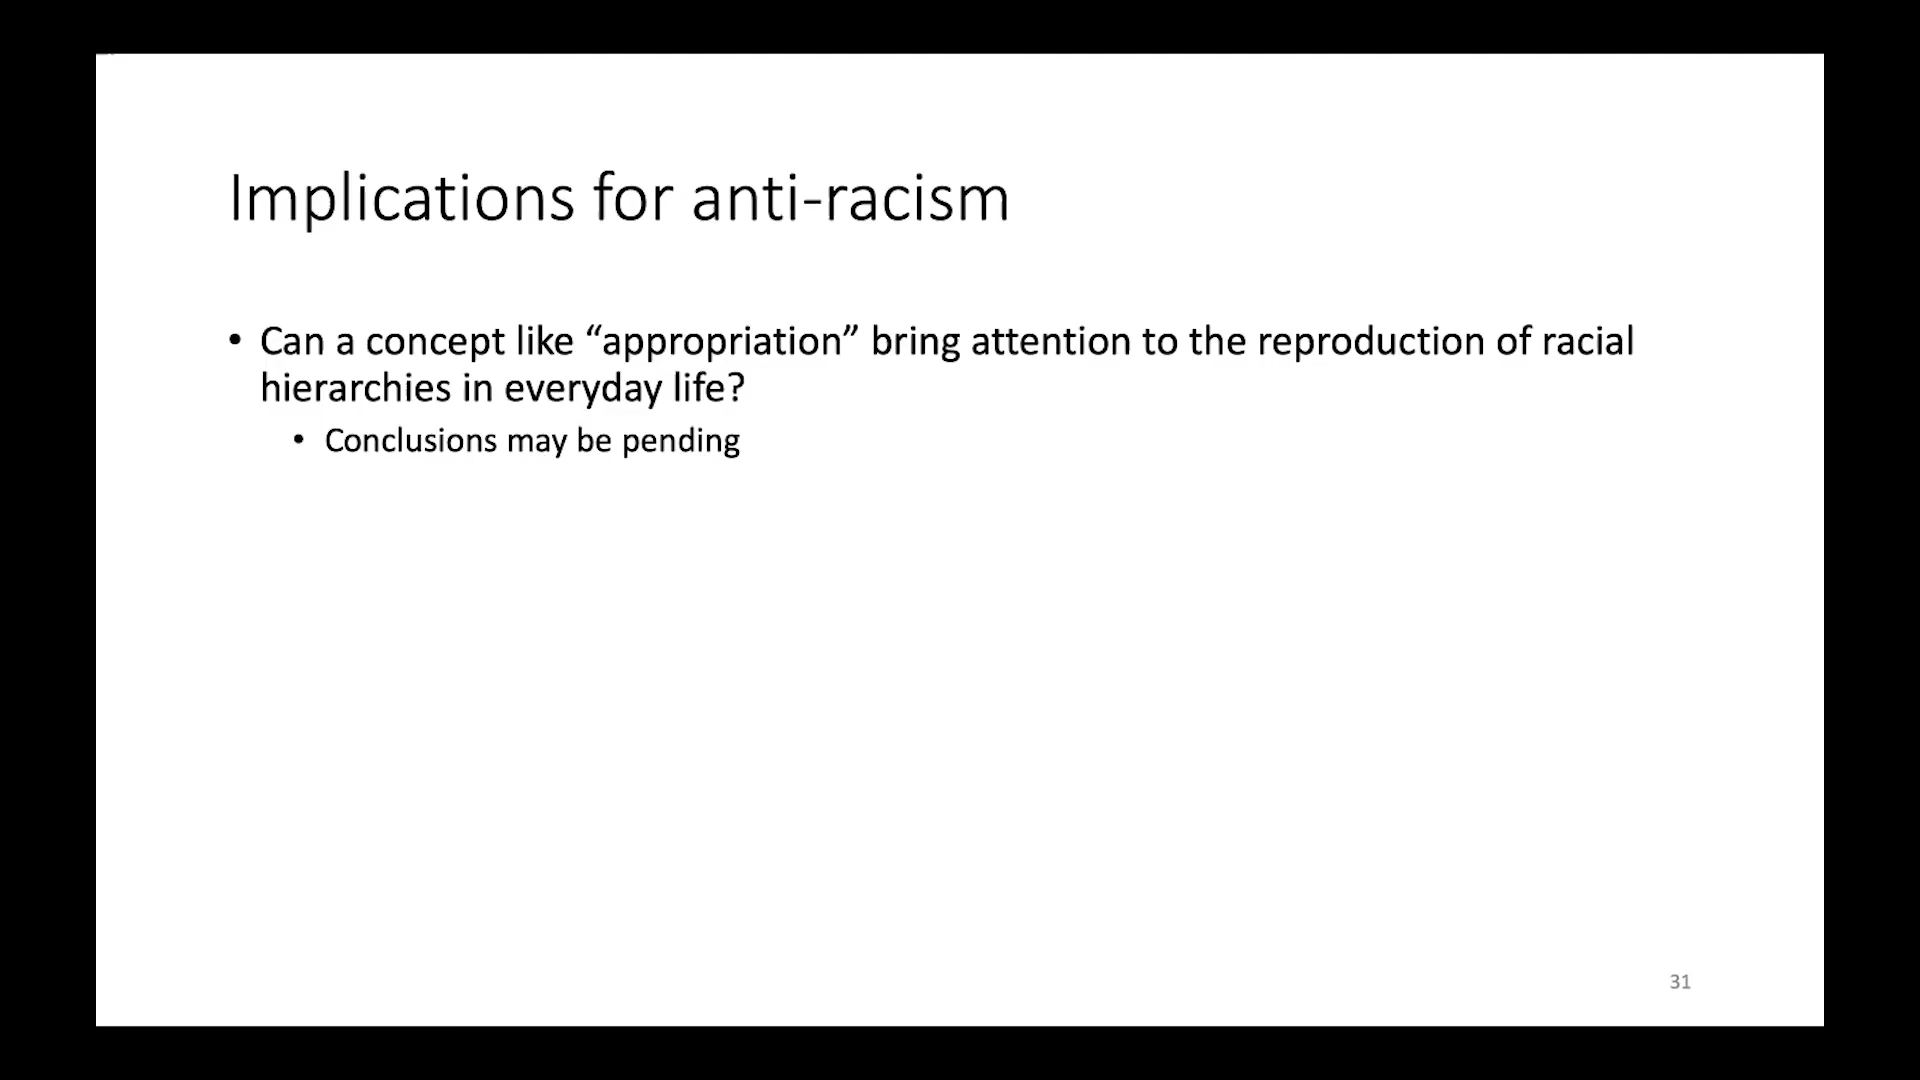 Implications for anti-racism
• Can a concept like “appropriation” bring attention to the reproduction of racial
hierarchies in everyday life?
• Conclusions may be pending
31